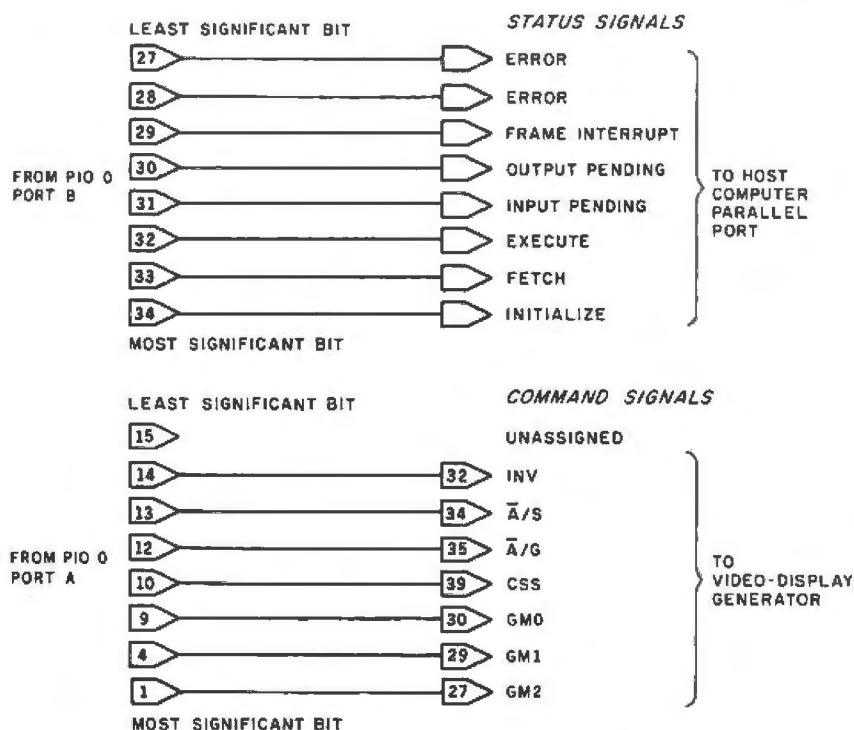 LEAST SIGNIFICANT BIT
STATUS SIGNALS
27 ERROR
28 ERROR
29 FRAME INTERRUPT
30 OUTPUT PENDING
31 INPUT PENDING
32 EXECUTE
33 FETCH
34 INITIALIZE
MOST SIGNIFICANT BIT
FROM PIO 0
PORT B
TO HOST
COMPUTER
PARALLEL
PORT
LEAST SIGNIFICANT BIT
COMMAND SIGNALS
15 UNASSIGNED
14 32 INV
13 34 A̅/S
12 35 A̅/G
10 39 CSS
9 30 GM0
4 29 GM1
1 27 GM2
MOST SIGNIFICANT BIT
FROM PIO 0
PORT A
TO
VIDEO-DISPLAY
GENERATOR